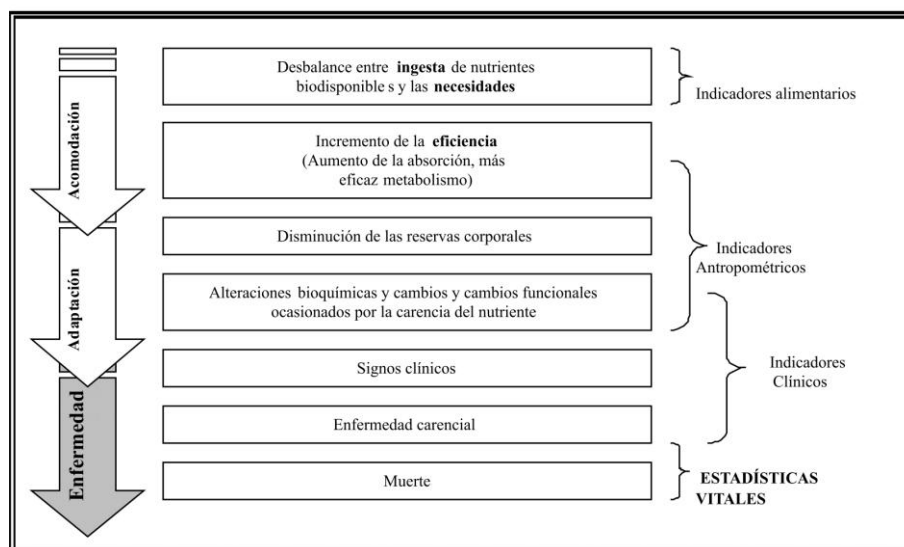 Desbalance entre ingesta de nutrientes
biodisponible s y las necesidades
Indicadores alimentarios
Acomodación
Incremento de la eficiencia
(Aumento de la absorción, más
eficaz metabolismo)
Disminución de las reservas corporales
Indicadores
Antropométricos
Adaptación
Alteraciones bioquímicas y cambios y cambios funcionales
ocasionados por la carencia del nutriente
Signos clínicos
Indicadores
Clínicos
Enfermedad
Enfermedad carencial
Muerte
ESTADÍSTICAS
VITALES